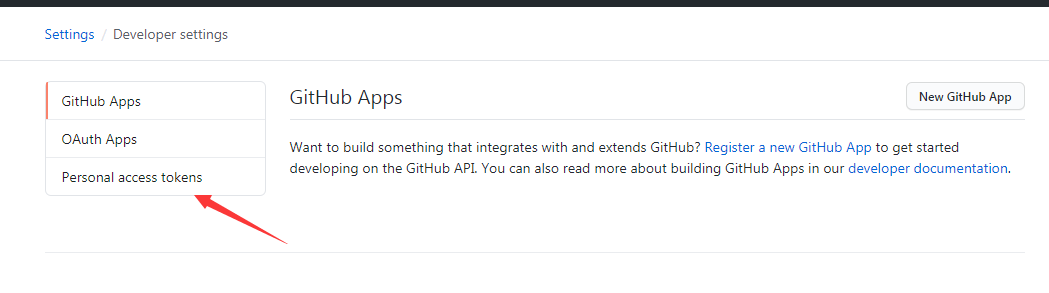 Settings / Developer settings
GitHub Apps
OAuth Apps
Personal access tokens
GitHub Apps
New GitHub App
Want to build something that integrates with and extends GitHub? Register a new GitHub App to get started
developing on the GitHub API. You can also read more about building GitHub Apps in our developer documentation.